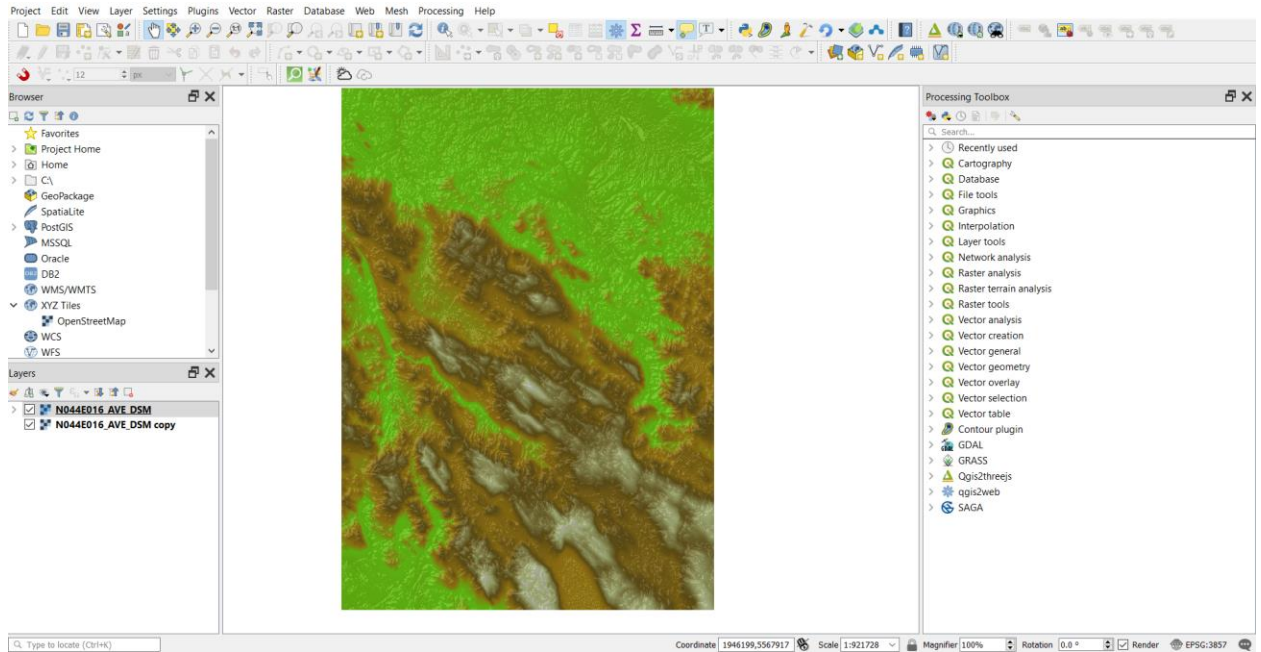 Project Edit View Layer Settings Plugins Vector Raster Database Web Mesh Processing Help
12 px
Browser
Favorites
Project Home
Home
C:\
GeoPackage
SpatiaLite
PostGIS
MSSQL
Oracle
DB2
WMS/WMTS
XYZ Tiles
OpenStreetMap
WCS
WFS
Layers
N044E016_AVE_DSM
N044E016_AVE_DSM copy
Processing Toolbox
Search...
Recently used
Cartography
Database
File tools
Graphics
Interpolation
Layer tools
Network analysis
Raster analysis
Raster terrain analysis
Raster tools
Vector analysis
Vector creation
Vector general
Vector geometry
Vector overlay
Vector selection
Vector table
Contour plugin
GDAL
GRASS
Qgis2threejs
qgis2web
SAGA
Type to locate (Ctrl+K) Coordinate 1946199,5567917 Scale 1:921728 Magnifier 100% Rotation 0.0 ° Render EPSG:3857